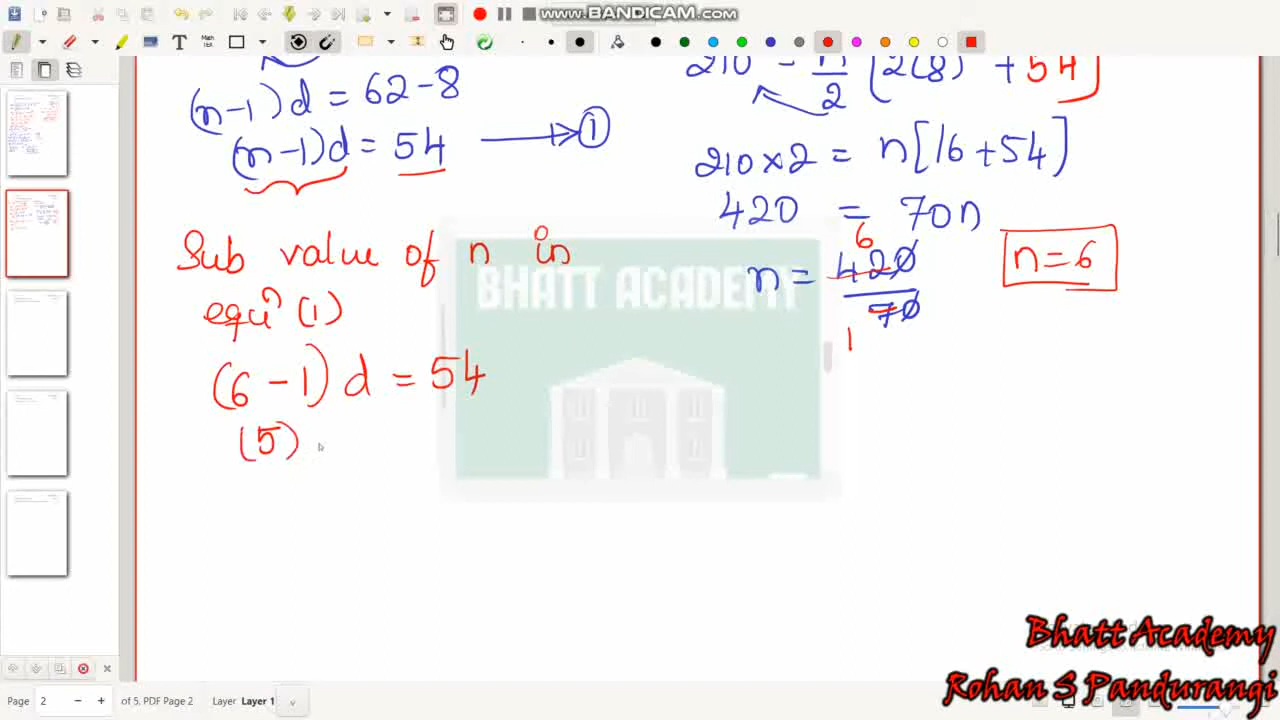 www.BANDICAM.com
(n-1)d = 62-8
(n-1)d = 54 ⟶ ①
Sub value of n in
equⁿ (1)
(6-1) d = 54
(5)
210 = n/2 [2(8) + 54]
210×2 = n[16+54]
420 = 70n
6
n = 420/70
1
n=6
BHATT ACADEMY
Bhatt Academy
Rohan S Pandurangi
Page 2 of 5. PDF Page 2 Layer Layer 1